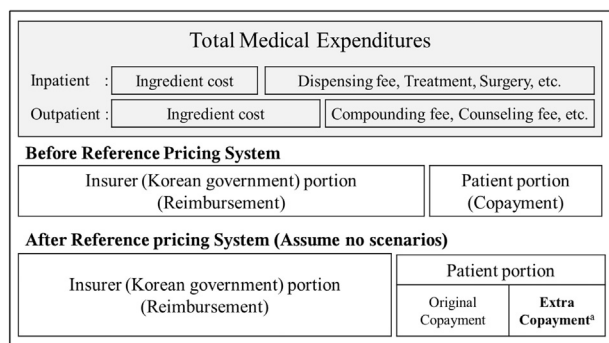 Total Medical Expenditures
Inpatient : Ingredient cost Dispensing fee, Treatment, Surgery, etc.
Outpatient : Ingredient cost Compounding fee, Counseling fee, etc.
Before Reference Pricing System
Insurer (Korean government) portion
(Reimbursement)
Patient portion
(Copayment)
After Reference pricing System (Assume no scenarios)
Insurer (Korean government) portion
(Reimbursement)
Patient portion
Original
Copayment
Extra
Copaymentᵃ